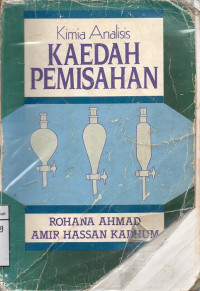 Kimia Analisis
KAEDAH
PEMISAHAN
ROHANA AHMAD
AMIR HASSAN KADHUM